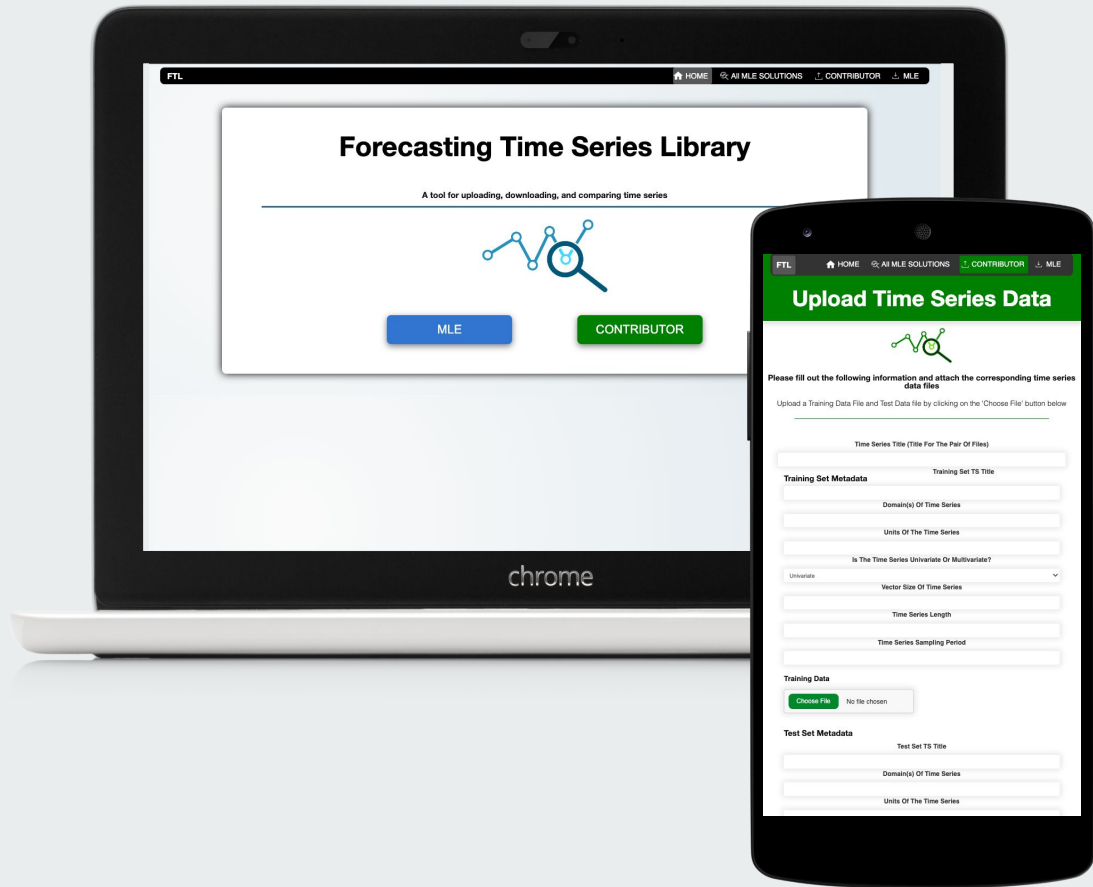 FTL HOME All MLE SOLUTIONS CONTRIBUTOR MLE
Forecasting Time Series Library
A tool for uploading, downloading, and comparing time series
MLE CONTRIBUTOR
chrome
FTL HOME All MLE SOLUTIONS CONTRIBUTOR MLE
Upload Time Series Data
Please fill out the following information and attach the corresponding time series
data files
Upload a Training Data File and Test Data file by clicking on the 'Choose File' button below
Time Series Title (Title For The Pair Of Files)
Training Set TS Title
Training Set Metadata
Domain(s) Of Time Series
Units Of The Time Series
Is The Time Series Univariate Or Multivariate?
Univariate
Vector Size Of Time Series
Time Series Length
Time Series Sampling Period
Training Data
Choose File No file chosen
Test Set Metadata
Test Set TS Title
Domain(s) Of Time Series
Units Of The Time Series